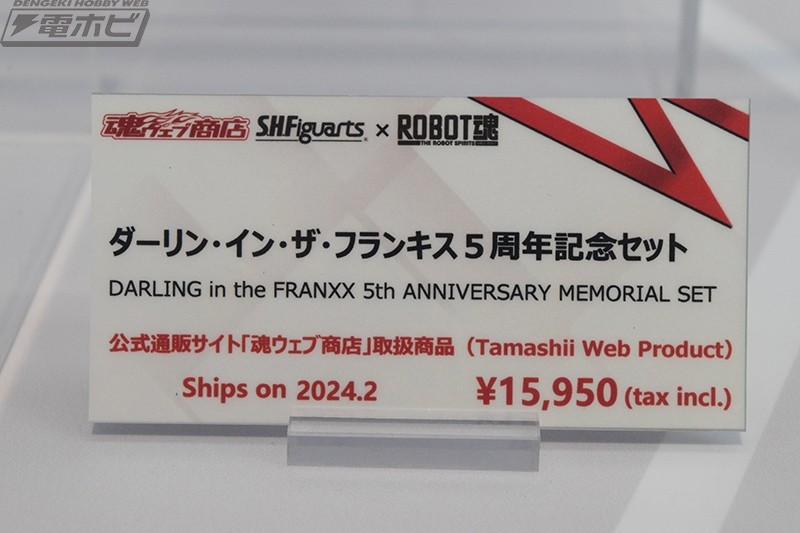 DENGEKI HOBBY WEB
電ホビ
魂ウェブ商店 S.H.Figuarts × ROBOT魂
THE ROBOT SPIRITS
ダーリン・イン・ザ・フランキス5周年記念セット
DARLING in the FRANXX 5th ANNIVERSARY MEMORIAL SET
公式通販サイト「魂ウェブ商店」取扱商品（Tamashii Web Product）
Ships on 2024.2 ¥15,950 (tax incl.)